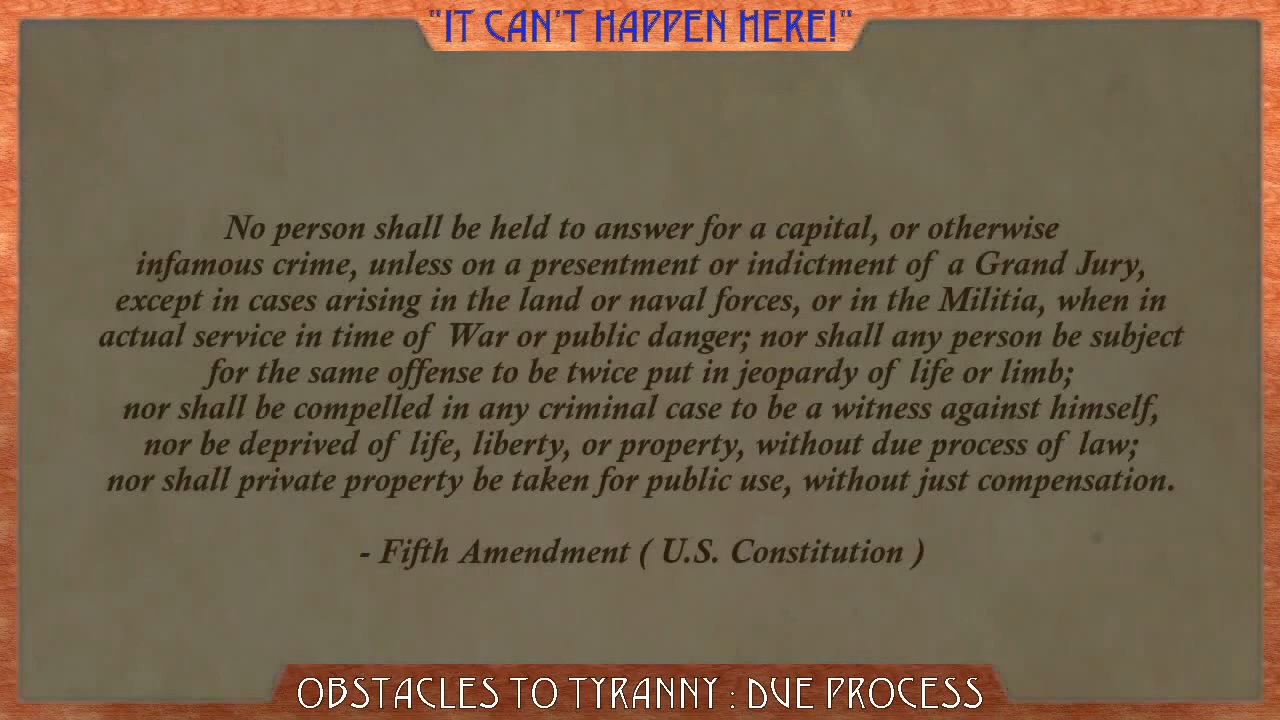 "IT CAN'T HAPPEN HERE!"
No person shall be held to answer for a capital, or otherwise
infamous crime, unless on a presentment or indictment of a Grand Jury,
except in cases arising in the land or naval forces, or in the Militia, when in
actual service in time of War or public danger; nor shall any person be subject
for the same offense to be twice put in jeopardy of life or limb;
nor shall be compelled in any criminal case to be a witness against himself,
nor be deprived of life, liberty, or property, without due process of law;
nor shall private property be taken for public use, without just compensation.
- Fifth Amendment ( U.S. Constitution )
OBSTACLES TO TYRANNY : DUE PROCESS